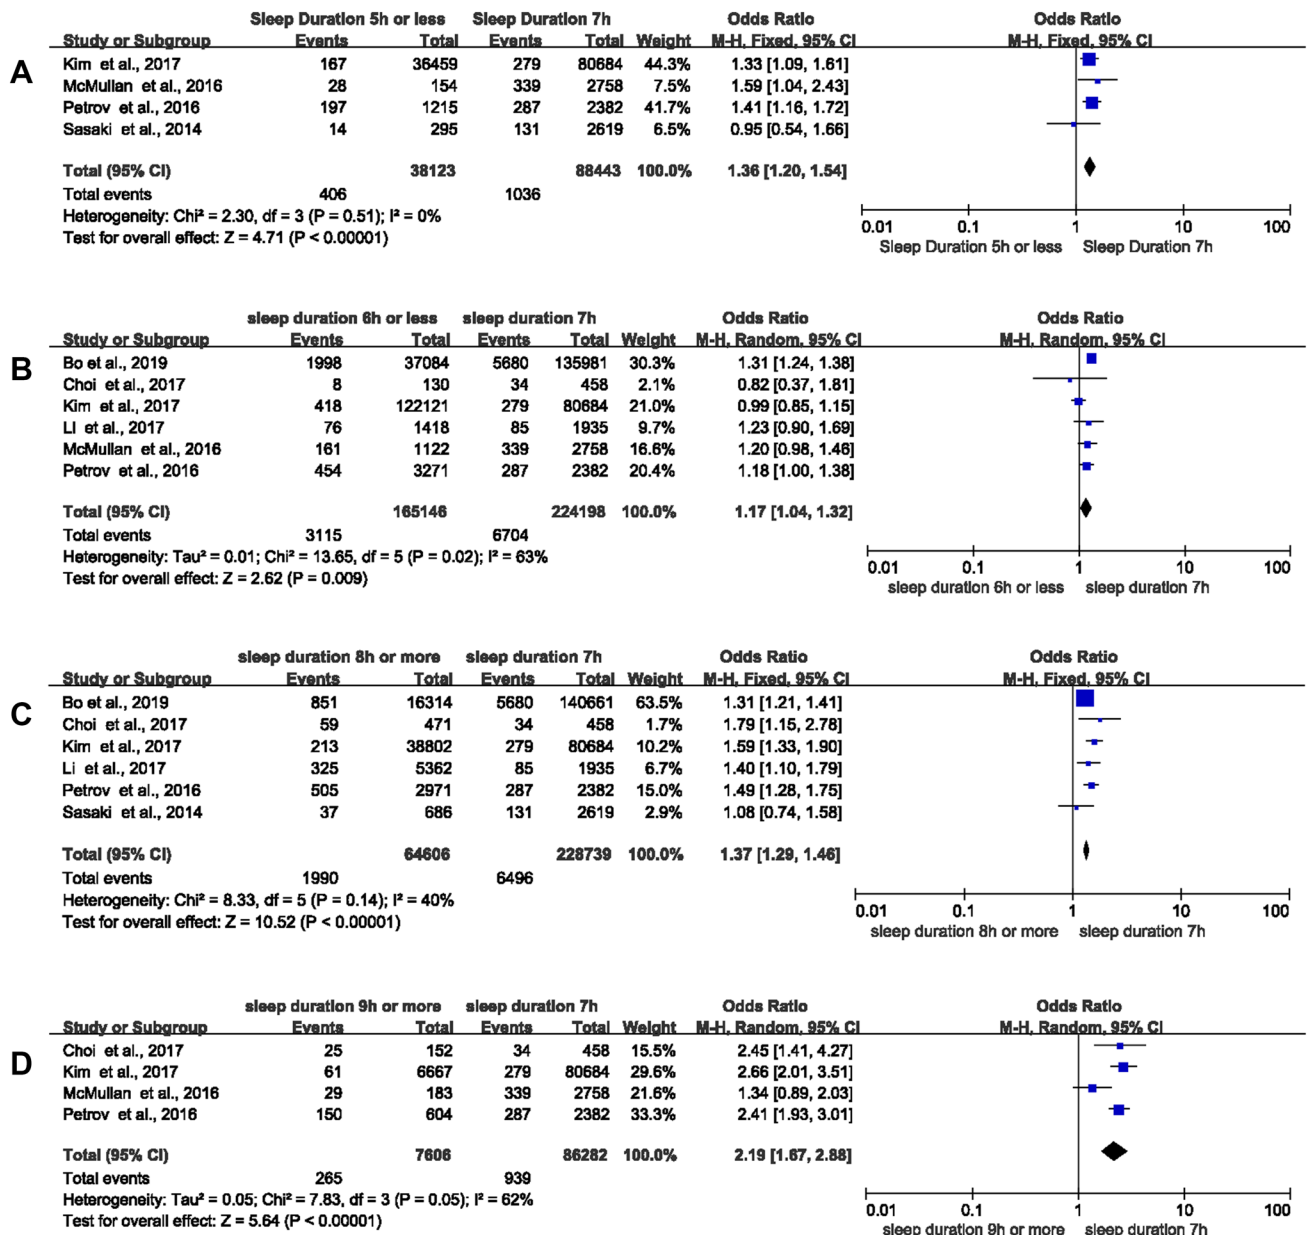 A
Sleep Duration 5h or less Sleep Duration 7h Odds Ratio Odds Ratio
Study or Subgroup Events Total Events Total Weight M-H, Fixed, 95% CI M-H, Fixed, 95% CI
Kim et al., 2017 167 36459 279 80684 44.3% 1.33 [1.09, 1.61]
McMullan et al., 2016 28 154 339 2758 7.5% 1.59 [1.04, 2.43]
Petrov et al., 2016 197 1215 287 2382 41.7% 1.41 [1.16, 1.72]
Sasaki et al., 2014 14 295 131 2619 6.5% 0.95 [0.54, 1.66]
Total (95% CI) 38123 88443 100.0% 1.36 [1.20, 1.54]
Total events 406 1036
Heterogeneity: Chi² = 2.30, df = 3 (P = 0.51); I² = 0%
Test for overall effect: Z = 4.71 (P < 0.00001)
0.01 0.1 1 10 100
Sleep Duration 5h or less Sleep Duration 7h
B
sleep duration 6h or less sleep duration 7h Odds Ratio Odds Ratio
Study or Subgroup Events Total Events Total Weight M-H, Random, 95% CI M-H, Random, 95% CI
Bo et al., 2019 1998 37084 5680 135981 30.3% 1.31 [1.24, 1.38]
Choi et al., 2017 8 130 34 458 2.1% 0.82 [0.37, 1.81]
Kim et al., 2017 418 122121 279 80684 21.0% 0.99 [0.85, 1.15]
LI et al., 2017 76 1418 85 1935 9.7% 1.23 [0.90, 1.69]
McMullan et al., 2016 161 1122 339 2758 16.6% 1.20 [0.98, 1.46]
Petrov et al., 2016 454 3271 287 2382 20.4% 1.18 [1.00, 1.38]
Total (95% CI) 165146 224198 100.0% 1.17 [1.04, 1.32]
Total events 3115 6704
Heterogeneity: Tau² = 0.01; Chi² = 13.65, df = 5 (P = 0.02); I² = 63%
Test for overall effect: Z = 2.62 (P = 0.009)
0.01 0.1 1 10 100
sleep duration 6h or less sleep duration 7h
C
sleep duration 8h or more sleep duration 7h Odds Ratio Odds Ratio
Study or Subgroup Events Total Events Total Weight M-H, Fixed, 95% CI M-H, Fixed, 95% CI
Bo et al., 2019 851 16314 5680 140661 63.5% 1.31 [1.21, 1.41]
Choi et al., 2017 59 471 34 458 1.7% 1.79 [1.15, 2.78]
Kim et al., 2017 213 38802 279 80684 10.2% 1.59 [1.33, 1.90]
Li et al., 2017 325 5362 85 1935 6.7% 1.40 [1.10, 1.79]
Petrov et al., 2016 505 2971 287 2382 15.0% 1.49 [1.28, 1.75]
Sasaki et al., 2014 37 686 131 2619 2.9% 1.08 [0.74, 1.58]
Total (95% CI) 64606 228739 100.0% 1.37 [1.29, 1.46]
Total events 1990 6496
Heterogeneity: Chi² = 8.33, df = 5 (P = 0.14); I² = 40%
Test for overall effect: Z = 10.52 (P < 0.00001)
0.01 0.1 1 10 100
sleep duration 8h or more sleep duration 7h
D
sleep duration 9h or more sleep duration 7h Odds Ratio Odds Ratio
Study or Subgroup Events Total Events Total Weight M-H, Random, 95% CI M-H, Random, 95% CI
Choi et al., 2017 25 152 34 458 15.5% 2.45 [1.41, 4.27]
Kim et al., 2017 61 6667 279 80684 29.6% 2.66 [2.01, 3.51]
McMullan et al., 2016 29 183 339 2758 21.6% 1.34 [0.89, 2.03]
Petrov et al., 2016 150 604 287 2382 33.3% 2.41 [1.93, 3.01]
Total (95% CI) 7606 86282 100.0% 2.19 [1.67, 2.88]
Total events 265 939
Heterogeneity: Tau² = 0.05; Chi² = 7.83, df = 3 (P = 0.05); I² = 62%
Test for overall effect: Z = 5.64 (P < 0.00001)
0.01 0.1 1 10 100
sleep duration 9h or more sleep duration 7h